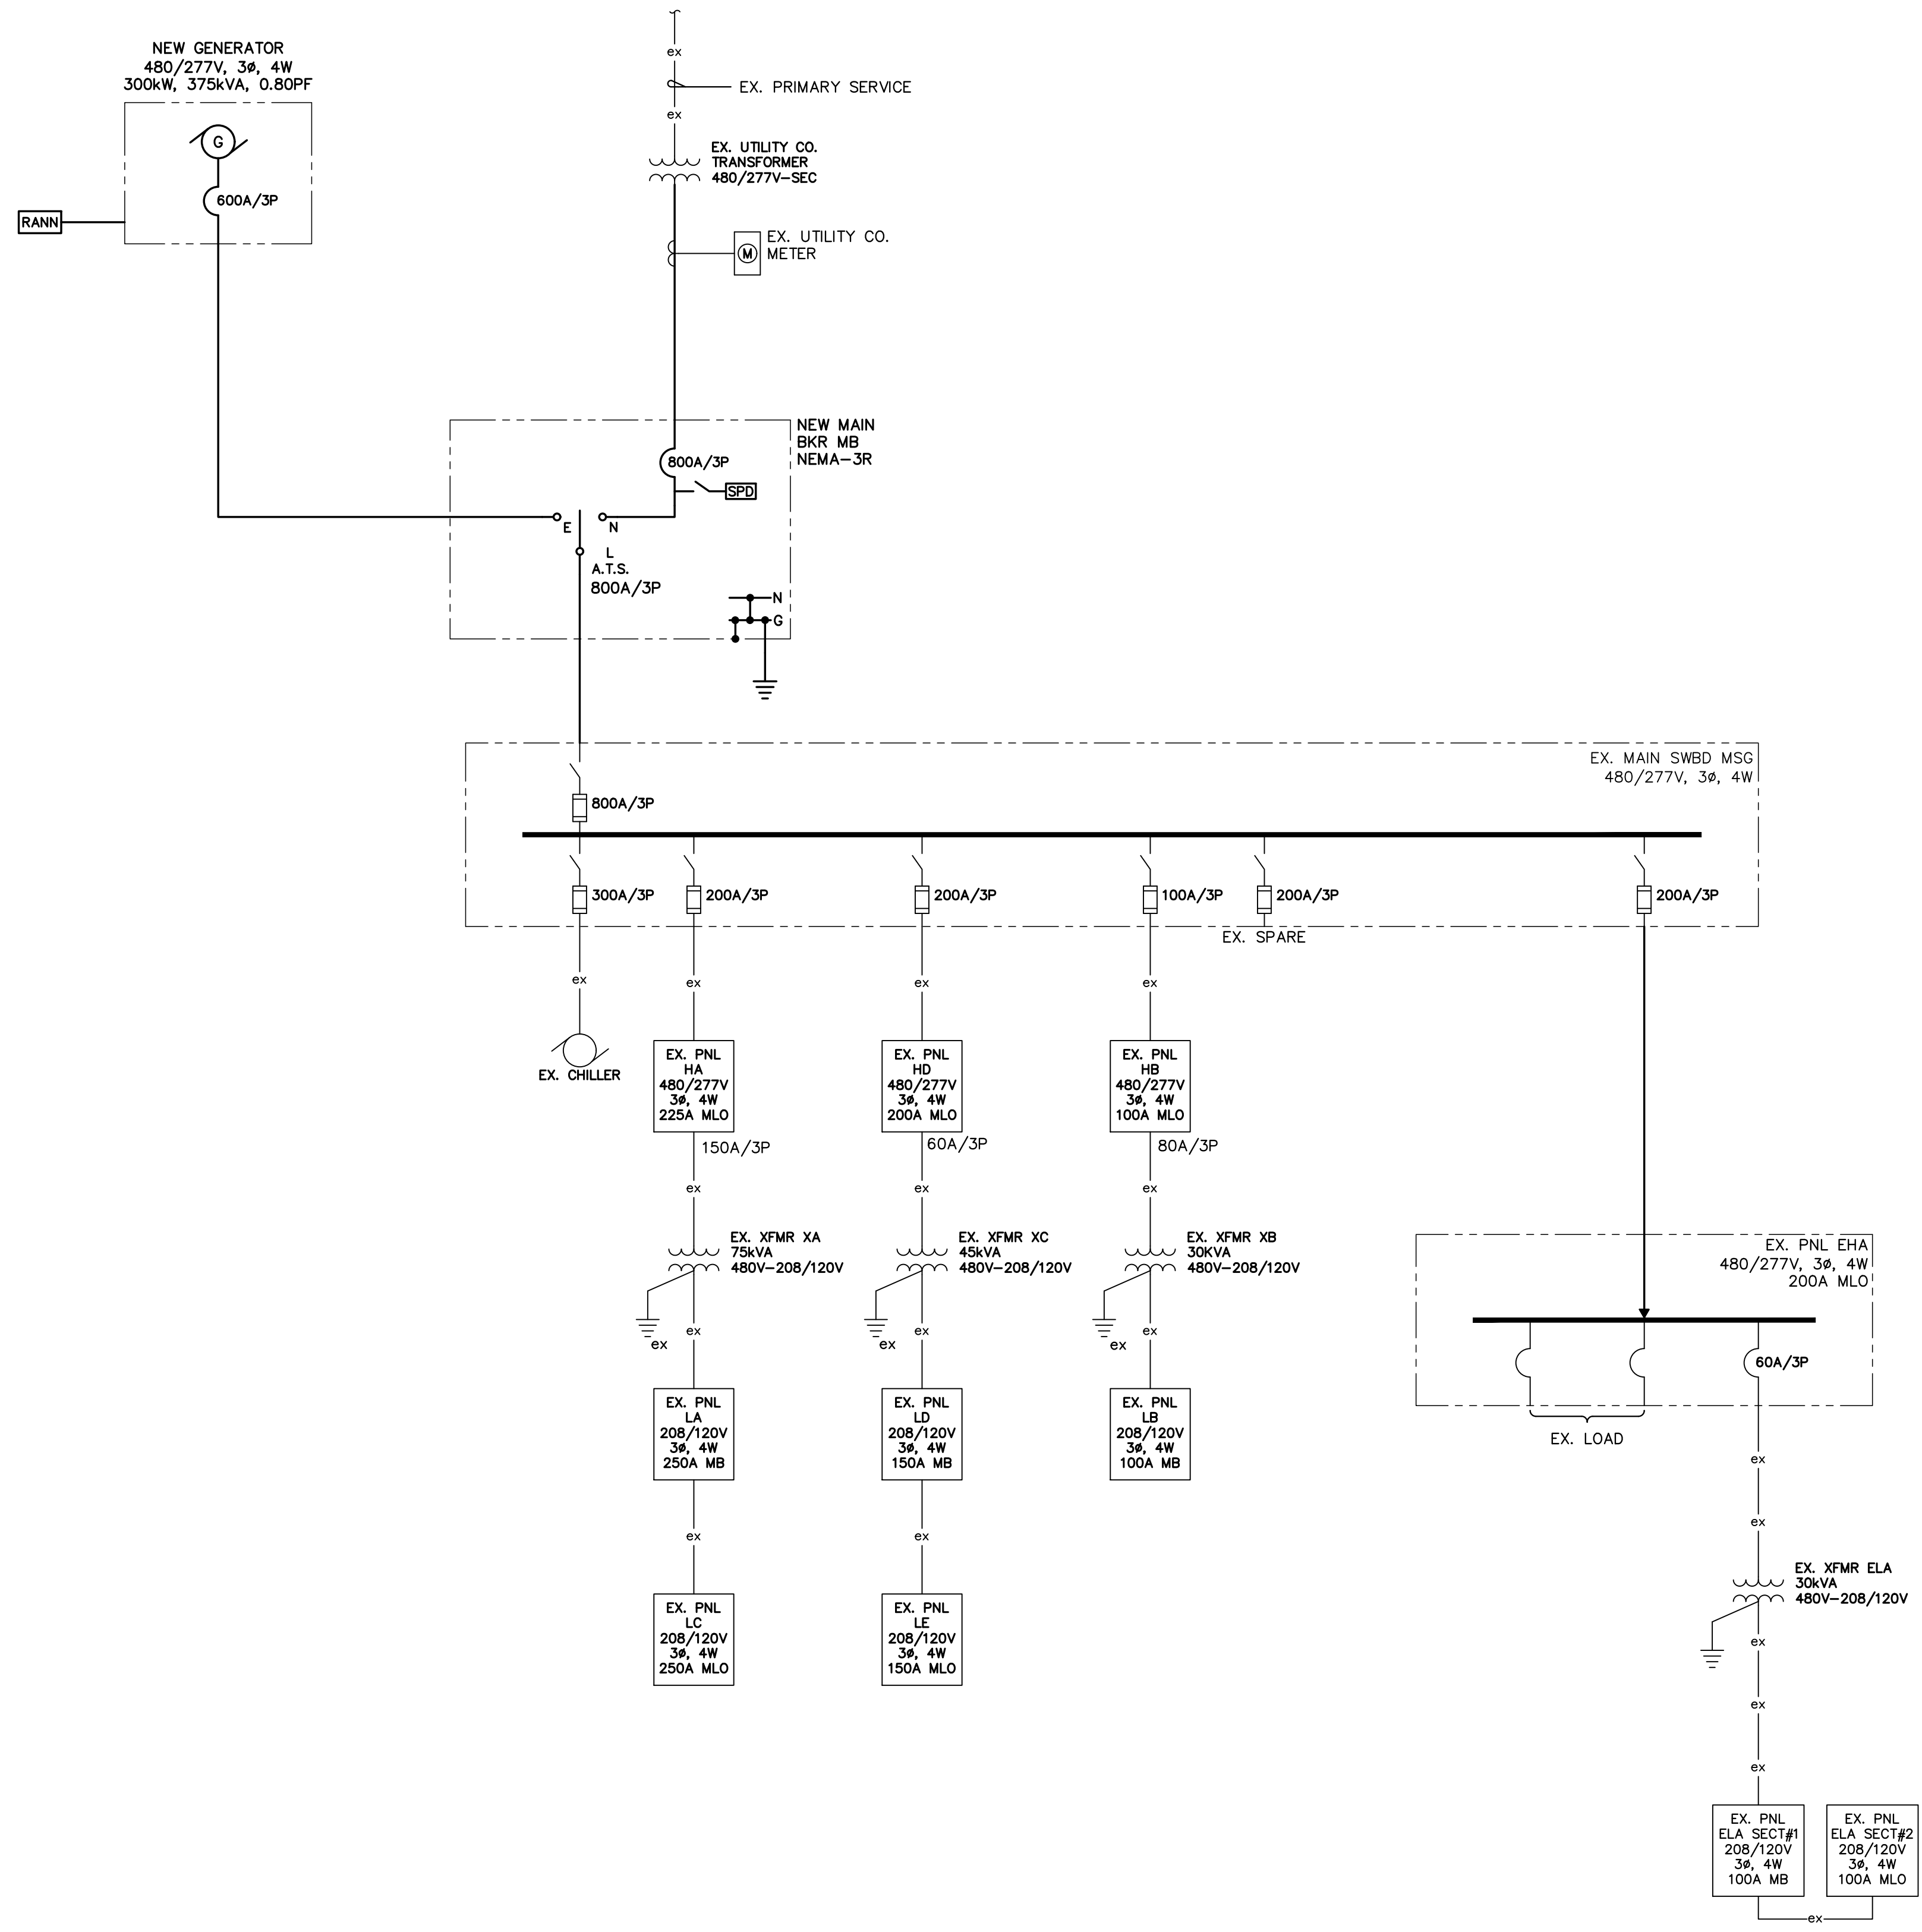 NEW GENERATOR
480/277V, 3ø, 4W
300kW, 375kVA, 0.80PF
G
600A/3P
RANN
ex
EX. PRIMARY SERVICE
ex
EX. UTILITY CO.
TRANSFORMER
480/277V-SEC
M
EX. UTILITY CO.
METER
NEW MAIN
BKR MB
NEMA-3R
800A/3P
SPD
E
N
L
A.T.S.
800A/3P
N
G
EX. MAIN SWBD MSG
480/277V, 3ø, 4W
800A/3P
300A/3P
200A/3P
200A/3P
100A/3P
200A/3P
200A/3P
EX. SPARE
ex
ex
ex
ex
EX. CHILLER
EX. PNL
HA
480/277V
3ø, 4W
225A MLO
EX. PNL
HD
480/277V
3ø, 4W
200A MLO
EX. PNL
HB
480/277V
3ø, 4W
100A MLO
150A/3P
60A/3P
80A/3P
ex
ex
ex
EX. XFMR XA
75kVA
480V-208/120V
EX. XFMR XC
45kVA
480V-208/120V
EX. XFMR XB
30KVA
480V-208/120V
ex
ex
ex
ex
ex
ex
EX. PNL EHA
480/277V, 3ø, 4W
200A MLO
60A/3P
EX. LOAD
EX. PNL
LA
208/120V
3ø, 4W
250A MB
EX. PNL
LD
208/120V
3ø, 4W
150A MB
EX. PNL
LB
208/120V
3ø, 4W
100A MB
ex
ex
ex
ex
EX. PNL
LC
208/120V
3ø, 4W
250A MLO
EX. PNL
LE
208/120V
3ø, 4W
150A MLO
EX. XFMR ELA
30kVA
480V-208/120V
ex
ex
ex
EX. PNL
ELA SECT#1
208/120V
3ø, 4W
100A MB
EX. PNL
ELA SECT#2
208/120V
3ø, 4W
100A MLO
ex